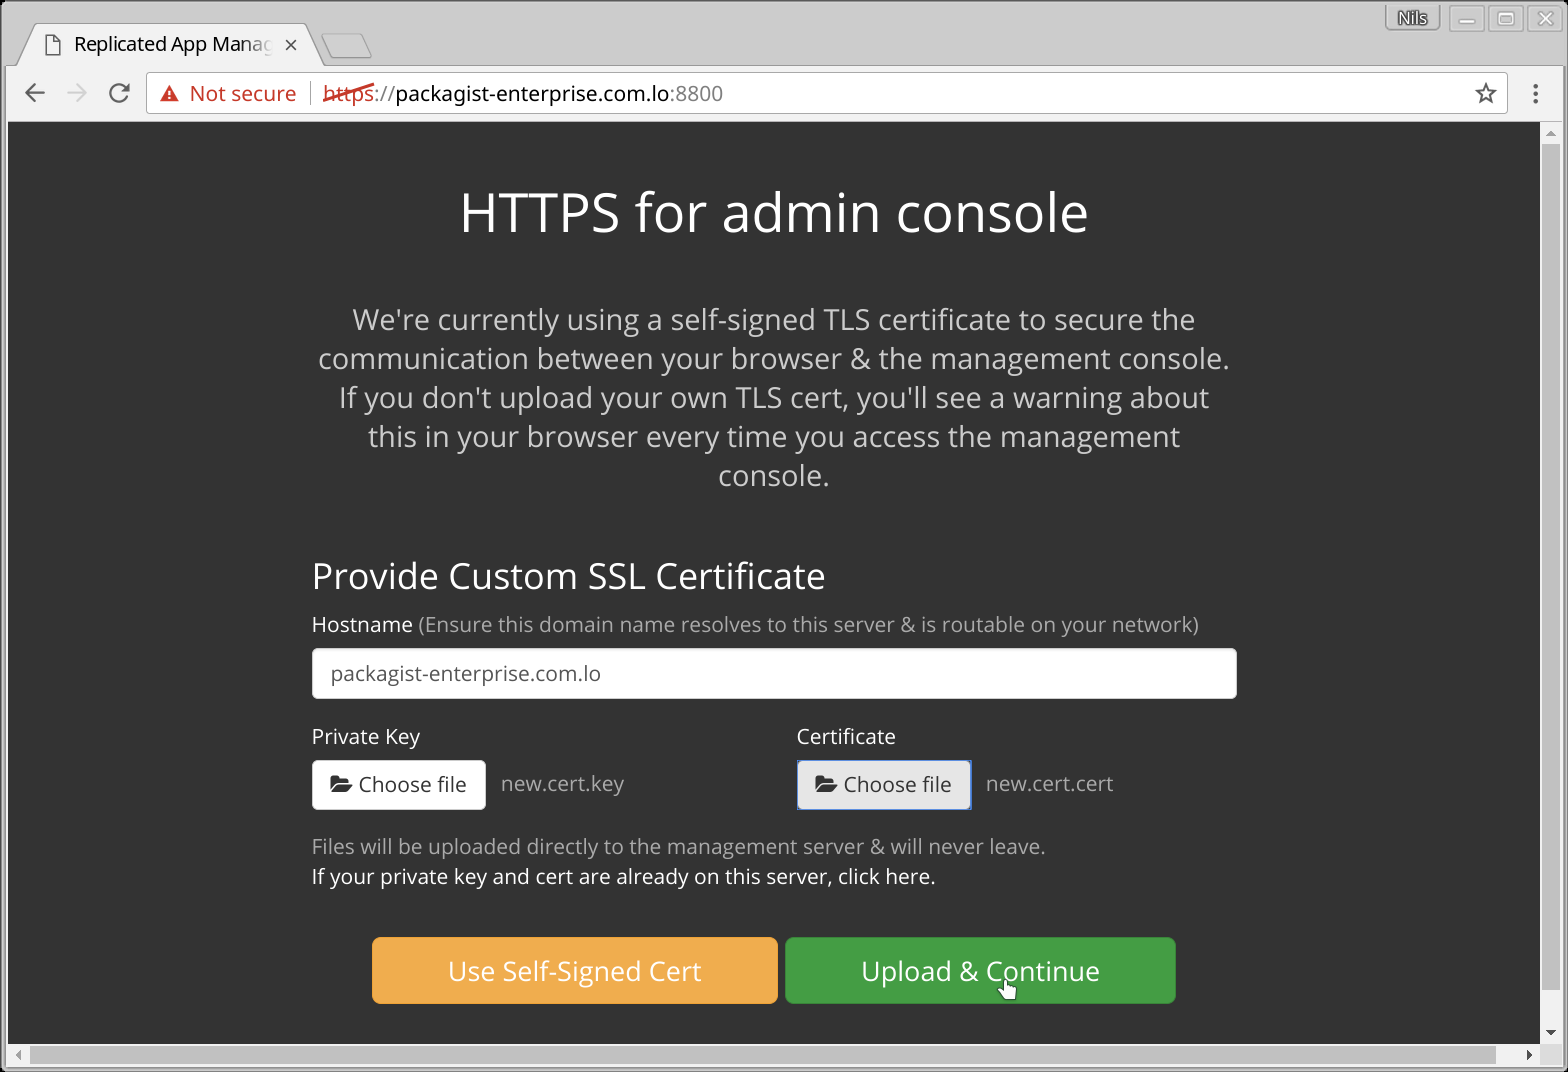 Nils
Replicated App Manag
Not secure https://packagist-enterprise.com.lo:8800
HTTPS for admin console
We're currently using a self-signed TLS certificate to secure the
communication between your browser & the management console.
If you don't upload your own TLS cert, you'll see a warning about
this in your browser every time you access the management
console.
Provide Custom SSL Certificate
Hostname (Ensure this domain name resolves to this server & is routable on your network)
packagist-enterprise.com.lo
Private Key Certificate
Choose file new.cert.key Choose file new.cert.cert
Files will be uploaded directly to the management server & will never leave.
If your private key and cert are already on this server, click here.
Use Self-Signed Cert Upload & Continue